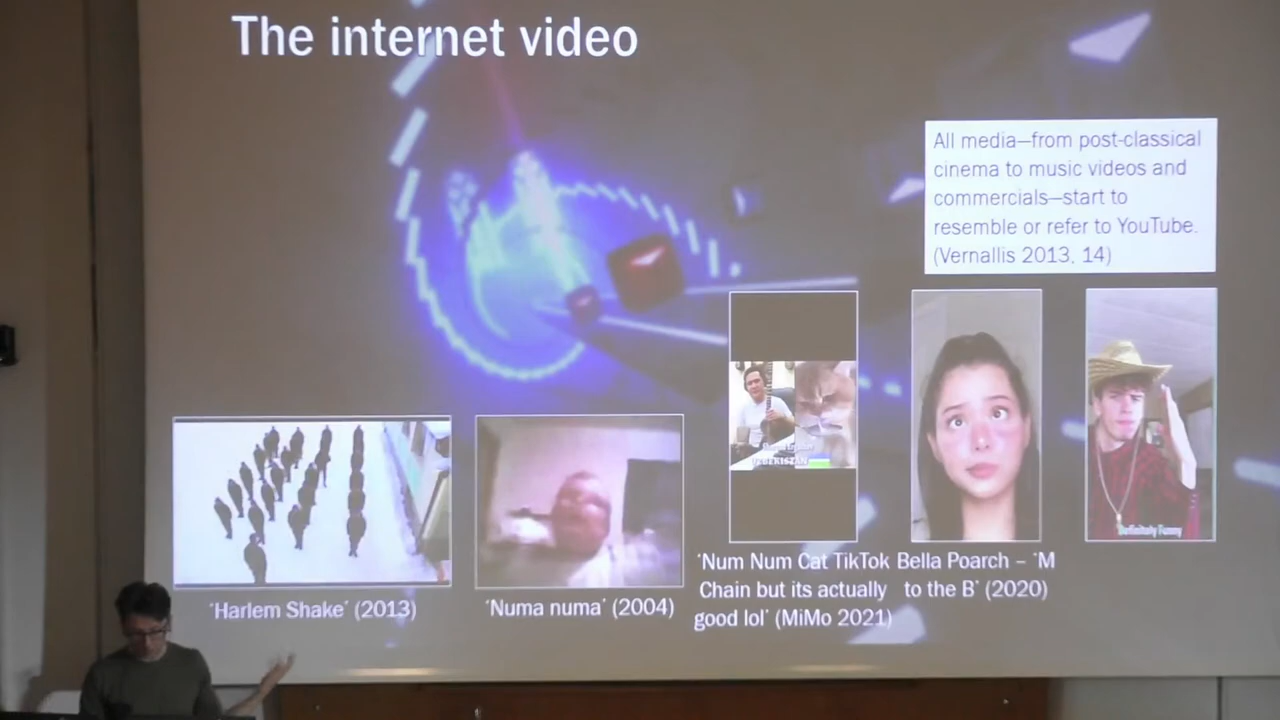 The internet video
All media—from post-classical
cinema to music videos and
commercials—start to
resemble or refer to YouTube.
(Vernallis 2013, 14)
'Harlem Shake' (2013)
'Numa numa' (2004)
'Num Num Cat TikTok
Chain but its actually
good lol' (MiMo 2021)
Bella Poarch – 'M
to the B' (2020)
Definitely Funny